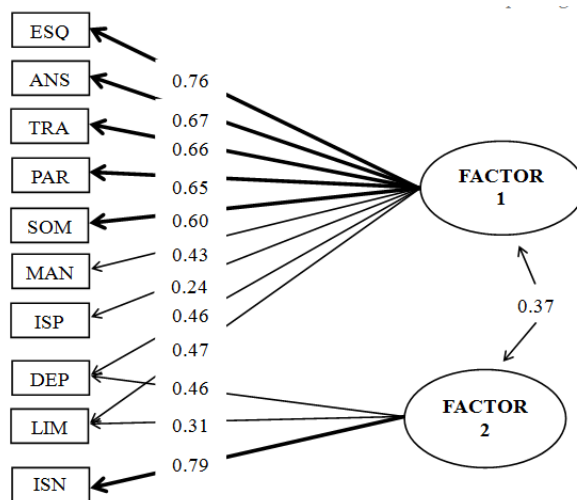 ESQ
ANS
TRA
PAR
SOM
MAN
ISP
DEP
LIM
ISN
0.76
0.67
0.66
0.65
0.60
0.43
0.24
0.46
0.47
0.46
0.31
0.79
FACTOR
1
0.37
FACTOR
2